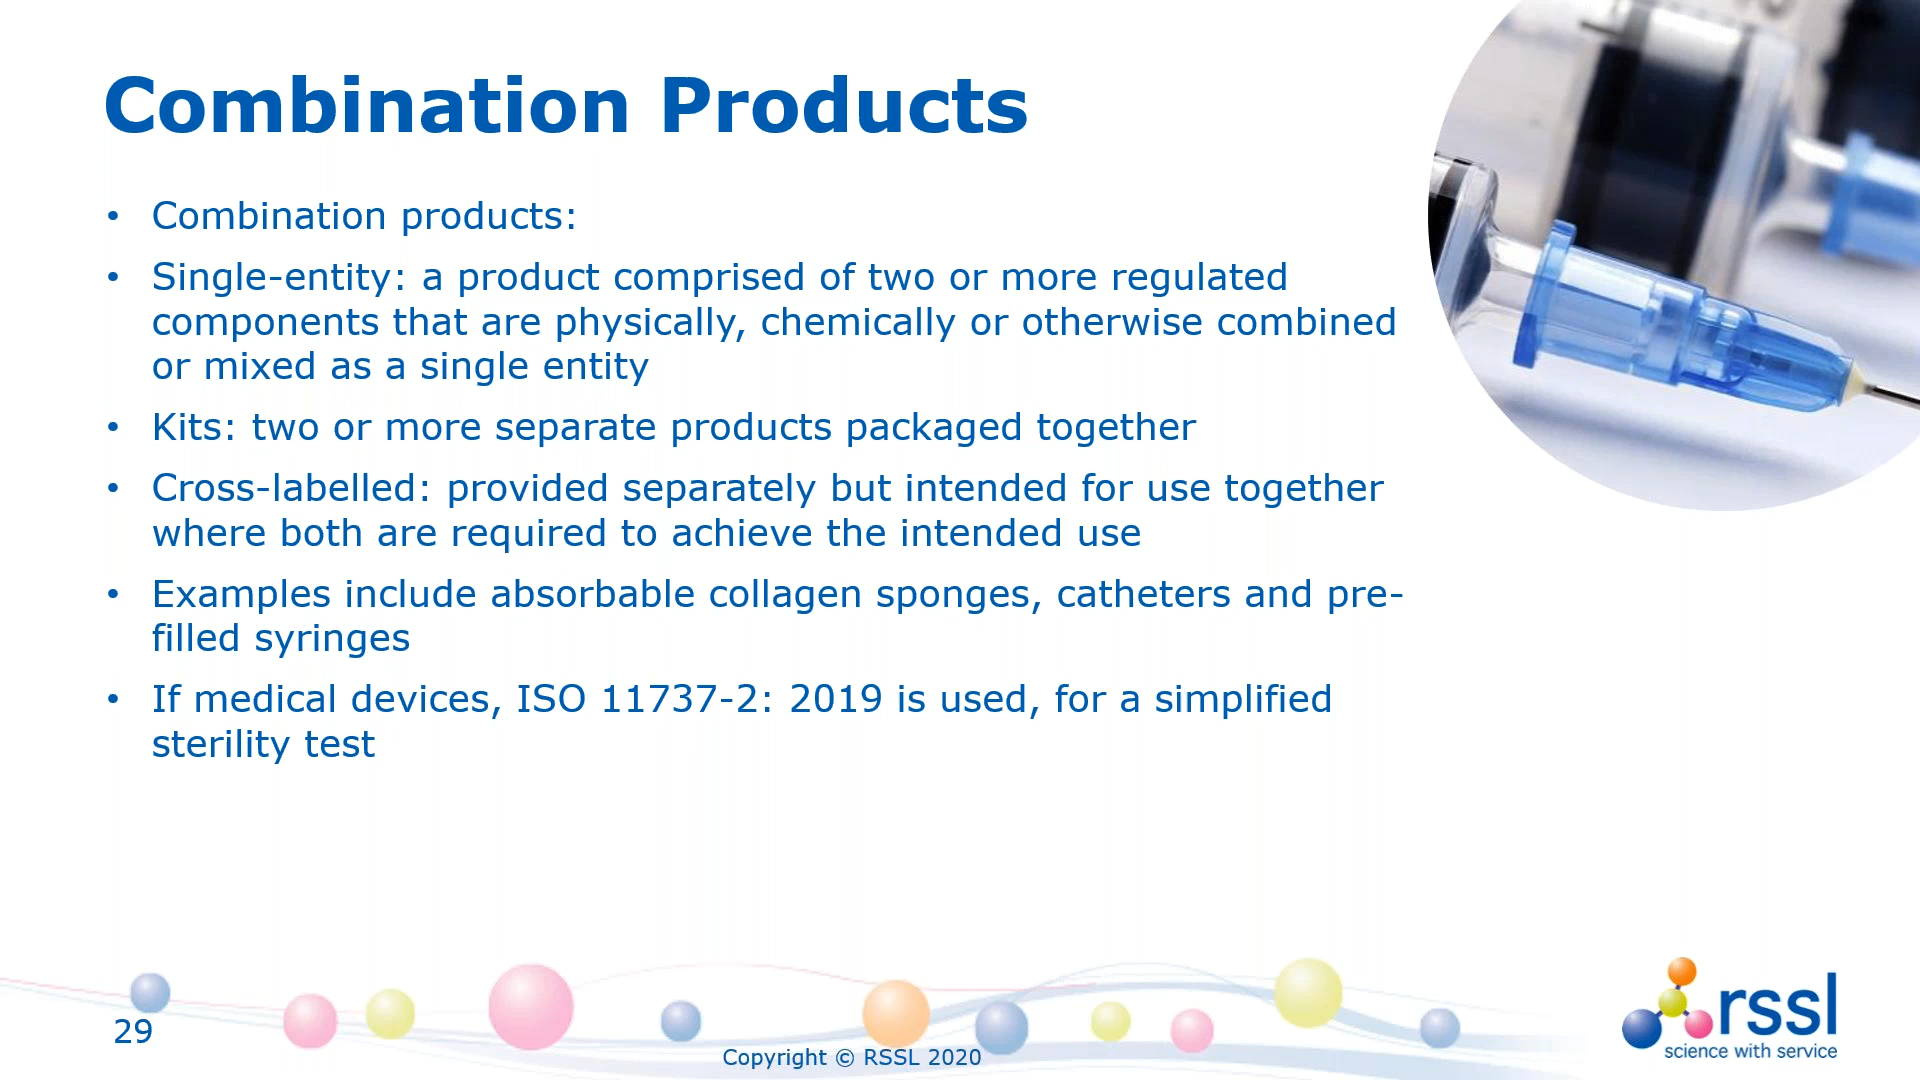 Combination Products
• Combination products:
• Single-entity: a product comprised of two or more regulated
components that are physically, chemically or otherwise combined
or mixed as a single entity
• Kits: two or more separate products packaged together
• Cross-labelled: provided separately but intended for use together
where both are required to achieve the intended use
• Examples include absorbable collagen sponges, catheters and pre-
filled syringes
• If medical devices, ISO 11737-2: 2019 is used, for a simplified
sterility test
29
Copyright © RSSL 2020
rssl
science with service